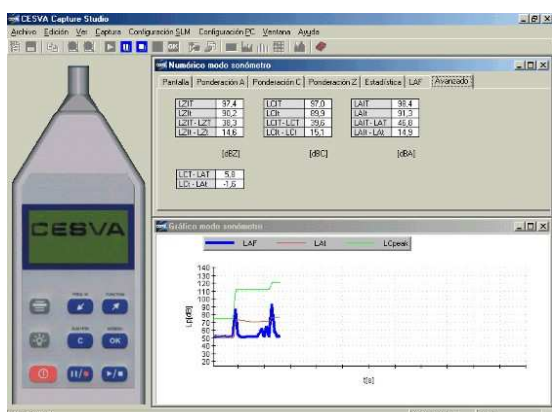 CESVA Capture Studio
Archivo Edición Ver Captura Configuración SLM Configuración PC Ventana Ayuda
Numérico modo sonómetro
Pantalla Ponderación A Ponderación C Ponderación Z Estadística LAF Avanzado
LZIT 97,4 LCIT 97,0 LAIT 98,4
LZIt 90,2 LCIt 89,9 LAIt 91,3
LZIT - LZT 38,3 LCIT - LCT 39,6 LAIT - LAT 46,8
LZIt - LZt 14,6 LCIt - LCt 15,1 LAIt - LAt 14,9
[dBZ] [dBC] [dBA]
LCT - LAT 5,8
LCt - LAt -1,6
CESVA
C OK
Gráfico modo sonómetro
LAF LAt LCpeak
Lp[dB]
140
130
120
110
100
90
80
70
60
50
40
30
20
t[s]